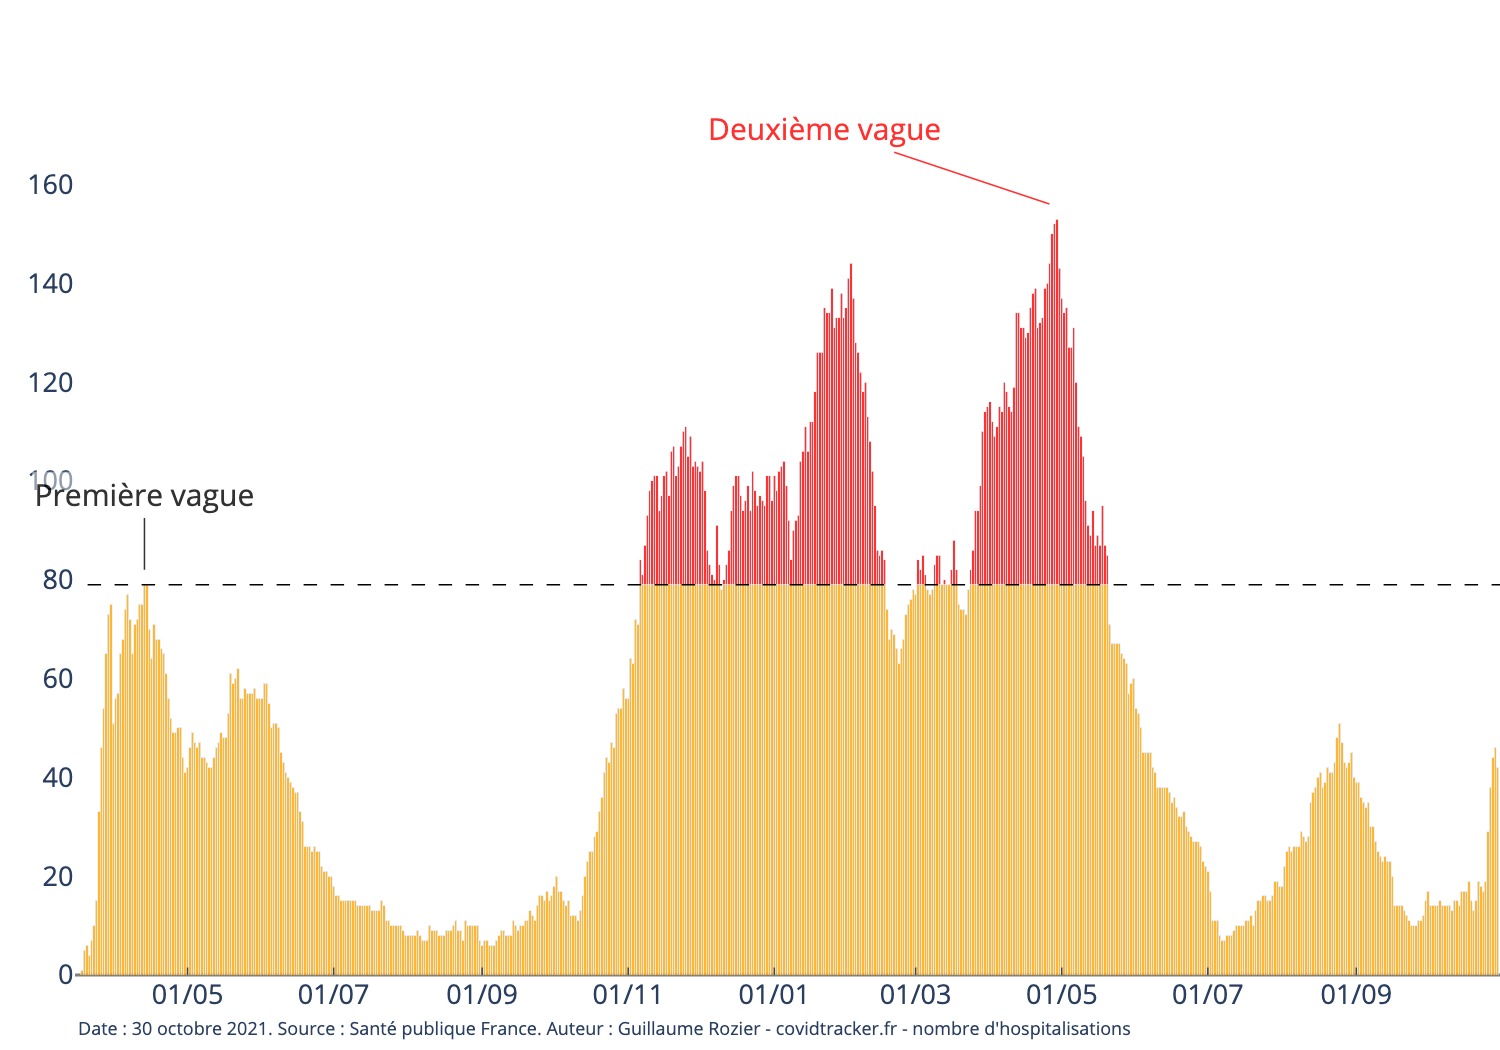 Deuxième vague
160
140
120
100
Première vague
80
60
40
20
0
01/05 01/07 01/09 01/11 01/01 01/03 01/05 01/07 01/09
Date : 30 octobre 2021. Source : Santé publique France. Auteur : Guillaume Rozier - covidtracker.fr - nombre d'hospitalisations